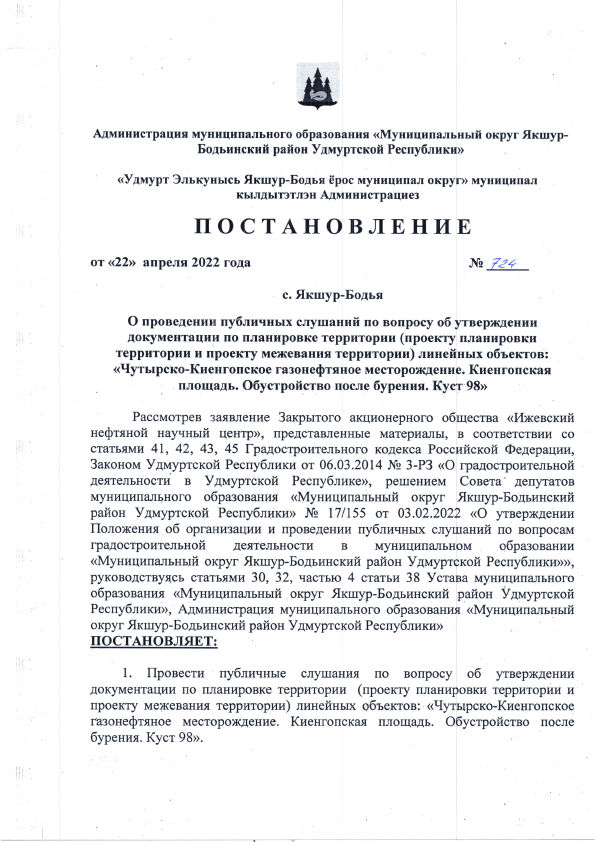 Администрация муниципального образования «Муниципальный округ Якшур-
Бодьинский район Удмуртской Республики»
«Удмурт Элькунысь Якшур-Бодья ёрос муниципал округ» муниципал
кылдытэтлэн Администрациез
П О С Т А Н О В Л Е Н И Е
от «22» апреля 2022 года № 724
с. Якшур-Бодья
О проведении публичных слушаний по вопросу об утверждении
документации по планировке территории (проекту планировки
территории и проекту межевания территории) линейных объектов:
«Чутырско-Киенгопское газонефтяное месторождение. Киенгопская
площадь. Обустройство после бурения. Куст 98»
Рассмотрев заявление Закрытого акционерного общества «Ижевский
нефтяной научный центр», представленные материалы, в соответствии со
статьями 41, 42, 43, 45 Градостроительного кодекса Российской Федерации,
Законом Удмуртской Республики от 06.03.2014 № 3-РЗ «О градостроительной
деятельности в Удмуртской Республике», решением Совета депутатов
муниципального образования «Муниципальный округ Якшур-Бодьинский
район Удмуртской Республики» № 17/155 от 03.02.2022 «О утверждении
Положения об организации и проведении публичных слушаний по вопросам
градостроительной деятельности в муниципальном образовании
«Муниципальный округ Якшур-Бодьинский район Удмуртской Республики»»,
руководствуясь статьями 30, 32, частью 4 статьи 38 Устава муниципального
образования «Муниципальный округ Якшур-Бодьинский район Удмуртской
Республики», Администрация муниципального образования «Муниципальный
округ Якшур-Бодьинский район Удмуртской Республики»
ПОСТАНОВЛЯЕТ:
1. Провести публичные слушания по вопросу об утверждении
документации по планировке территории (проекту планировки территории и
проекту межевания территории) линейных объектов: «Чутырско-Киенгопское
газонефтяное месторождение. Киенгопская площадь. Обустройство после
бурения. Куст 98».